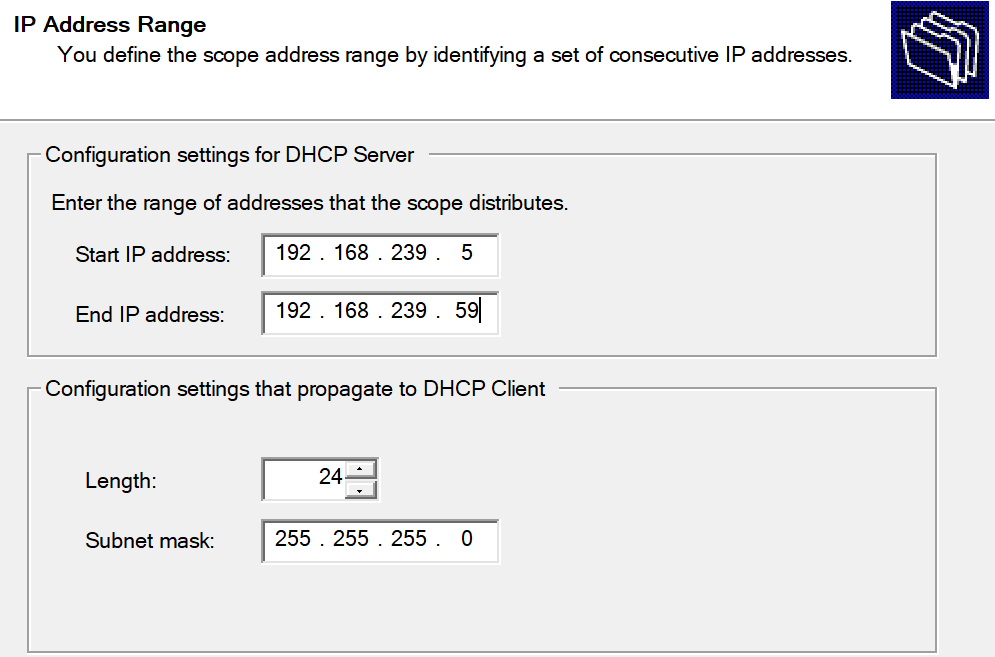 IP Address Range
You define the scope address range by identifying a set of consecutive IP addresses.
Configuration settings for DHCP Server
Enter the range of addresses that the scope distributes.
Start IP address: 192 . 168 . 239 . 5
End IP address: 192 . 168 . 239 . 59
Configuration settings that propagate to DHCP Client
Length: 24
Subnet mask: 255 . 255 . 255 . 0